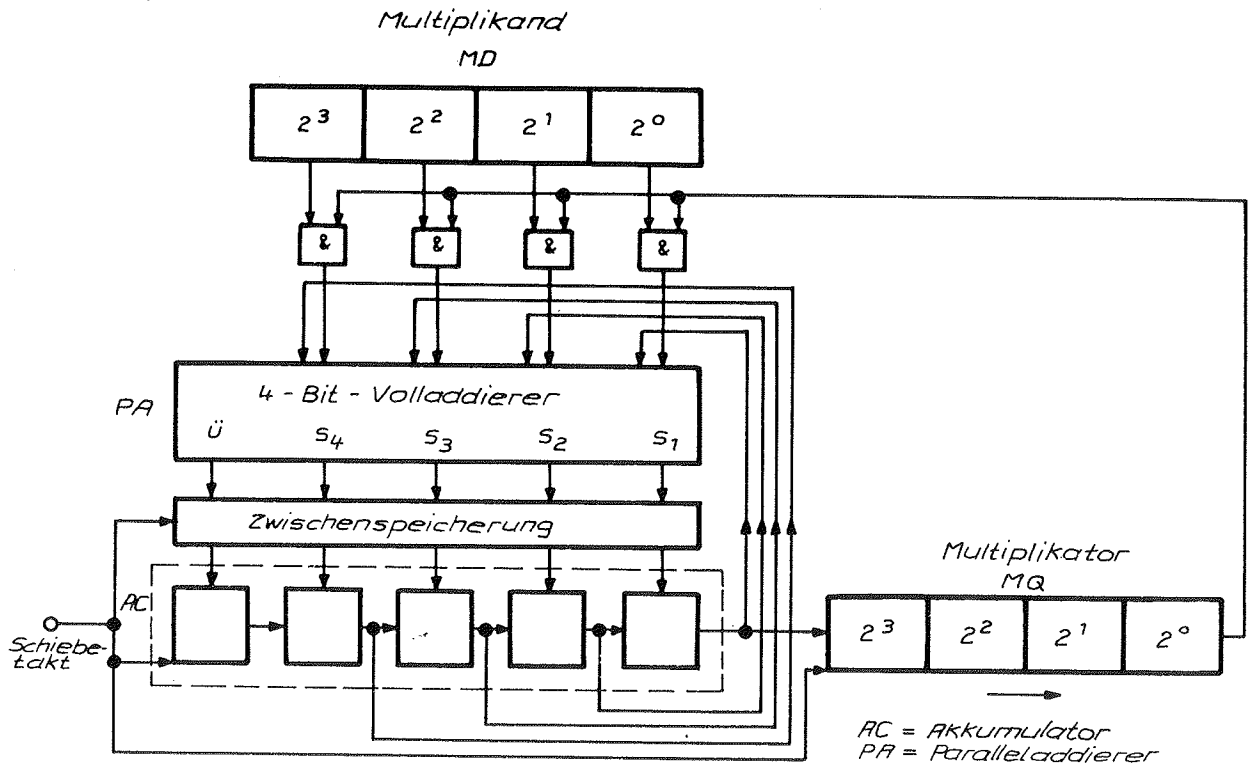 Multiplikand
MD
2³ 2² 2¹ 2⁰
& & & &
PA
4-Bit-Volladdierer
Ü S₄ S₃ S₂ S₁
Zwischenspeicherung
AC
Schiebe-
takt
Multiplikator
MQ
2³ 2² 2¹ 2⁰
AC = Akkumulator
PA = Paralleladdierer